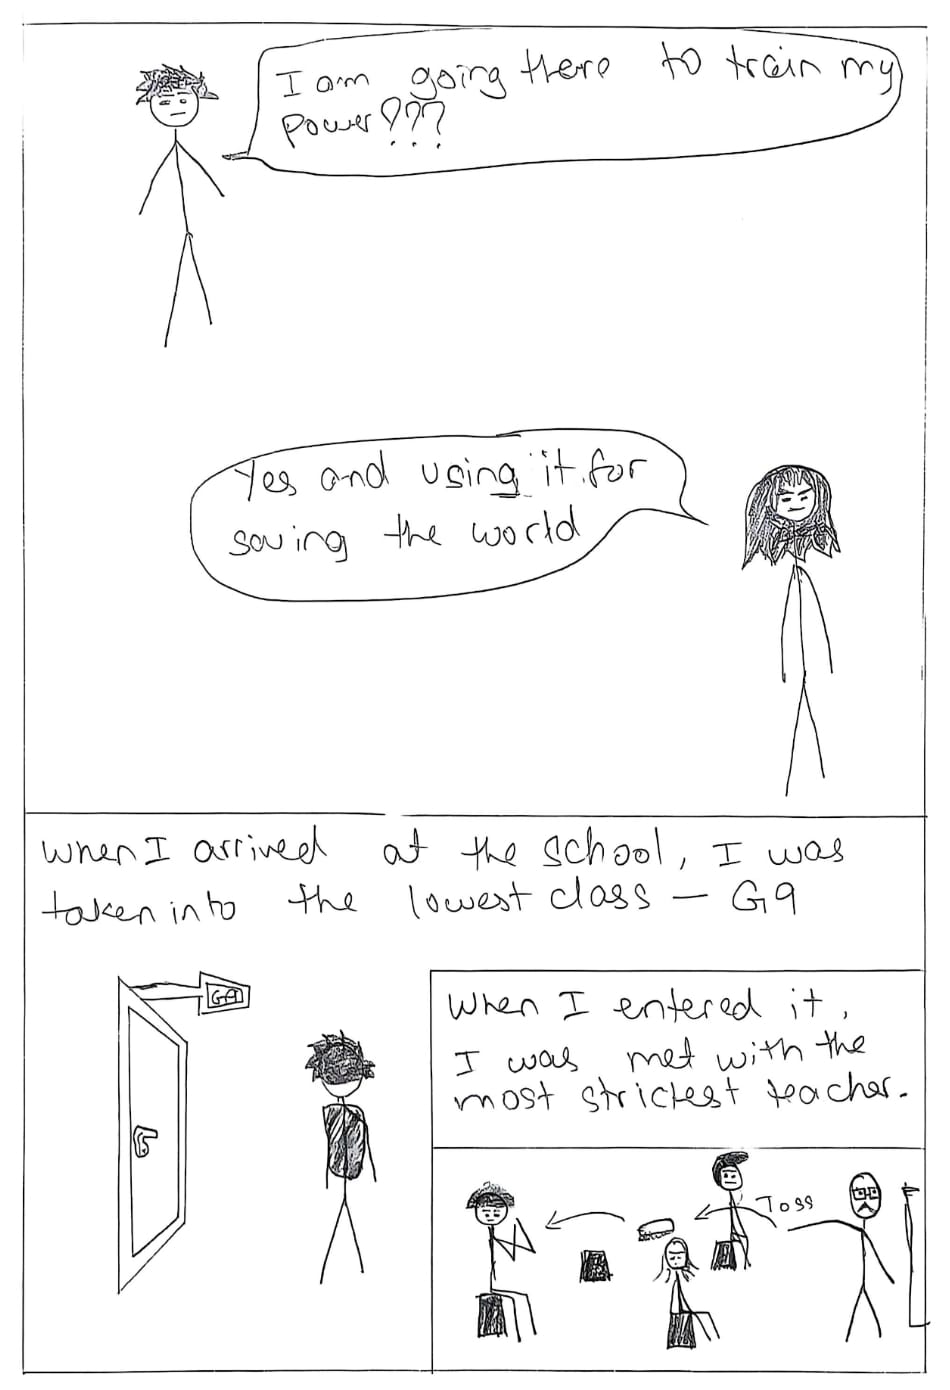 I am going there to train my
power???
Yes and using it for
saving the world
When I arrived at the school, I was
taken into the lowest class - G9
G9
When I entered it,
I was met with the
most strictest teacher.
Toss